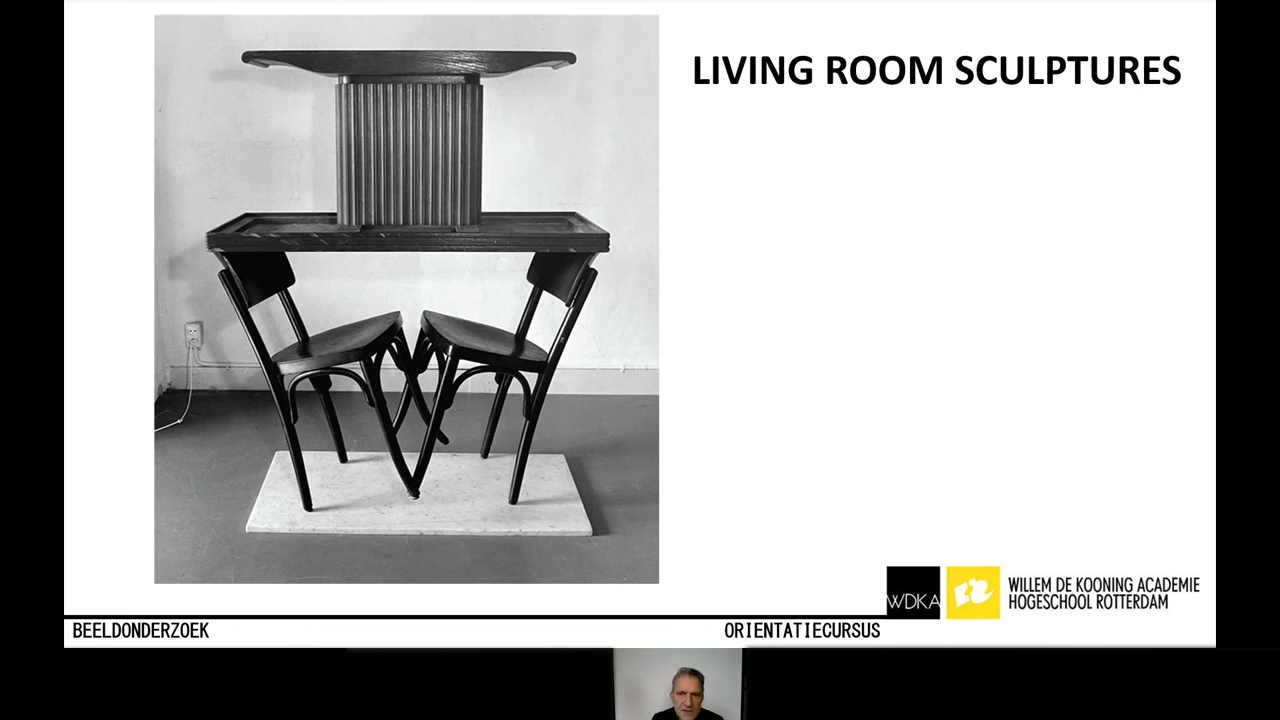 LIVING ROOM SCULPTURES
WDKA
WILLEM DE KOONING ACADEMIE
HOGESCHOOL ROTTERDAM
BEELDONDERZOEK
ORIENTATIECURSUS